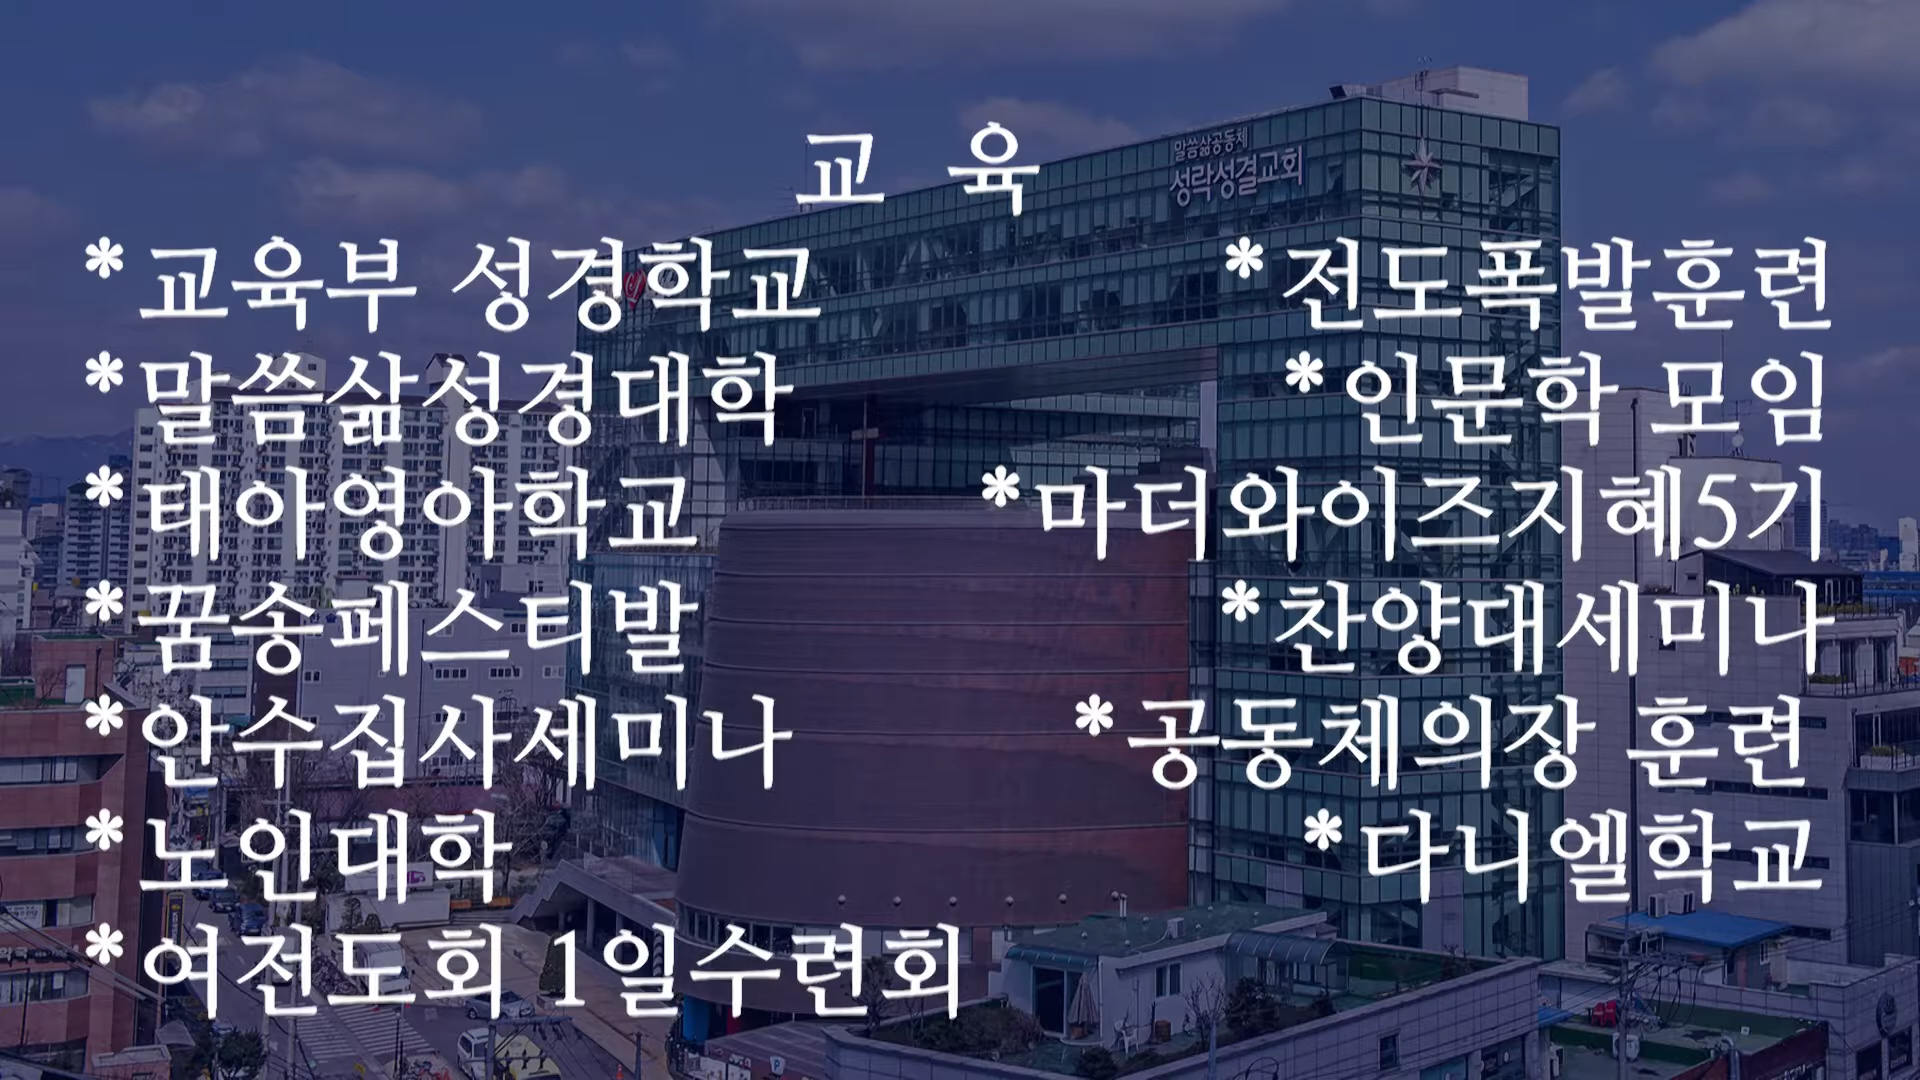 말씀삶공동체
성락성결교회
교 육
*교육부 성경학교
*말씀삶성경대학
*태아영아학교
*꿈송페스티발
*안수집사세미나
*노인대학
*여전도회 1일수련회
*전도폭발훈련
*인문학 모임
*마더와이즈지혜5기
*찬양대세미나
*공동체의장 훈련
*다니엘학교